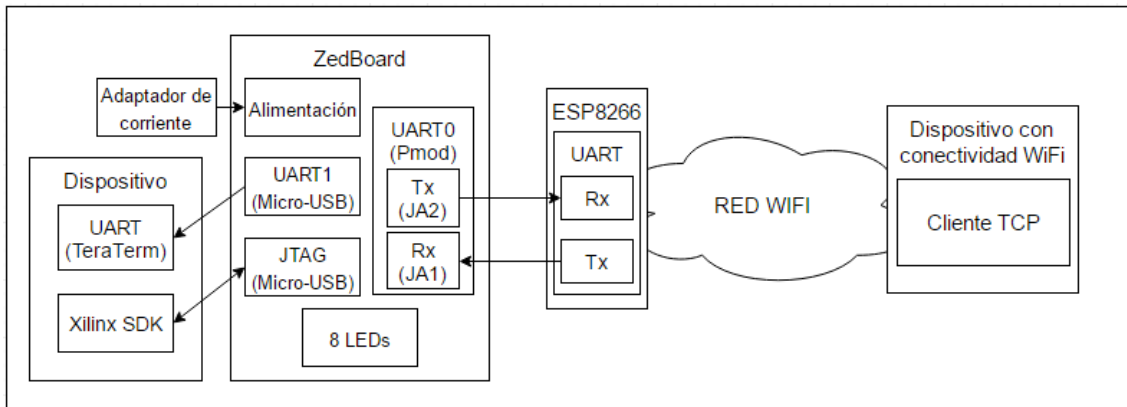 ZedBoard
Adaptador de
corriente
Alimentación
UART0
(Pmod)
Tx
(JA2)
Rx
(JA1)
UART1
(Micro-USB)
JTAG
(Micro-USB)
8 LEDs
Dispositivo
UART
(TeraTerm)
Xilinx SDK
ESP8266
UART
Rx
Tx
RED WIFI
Dispositivo con
conectividad WiFi
Cliente TCP